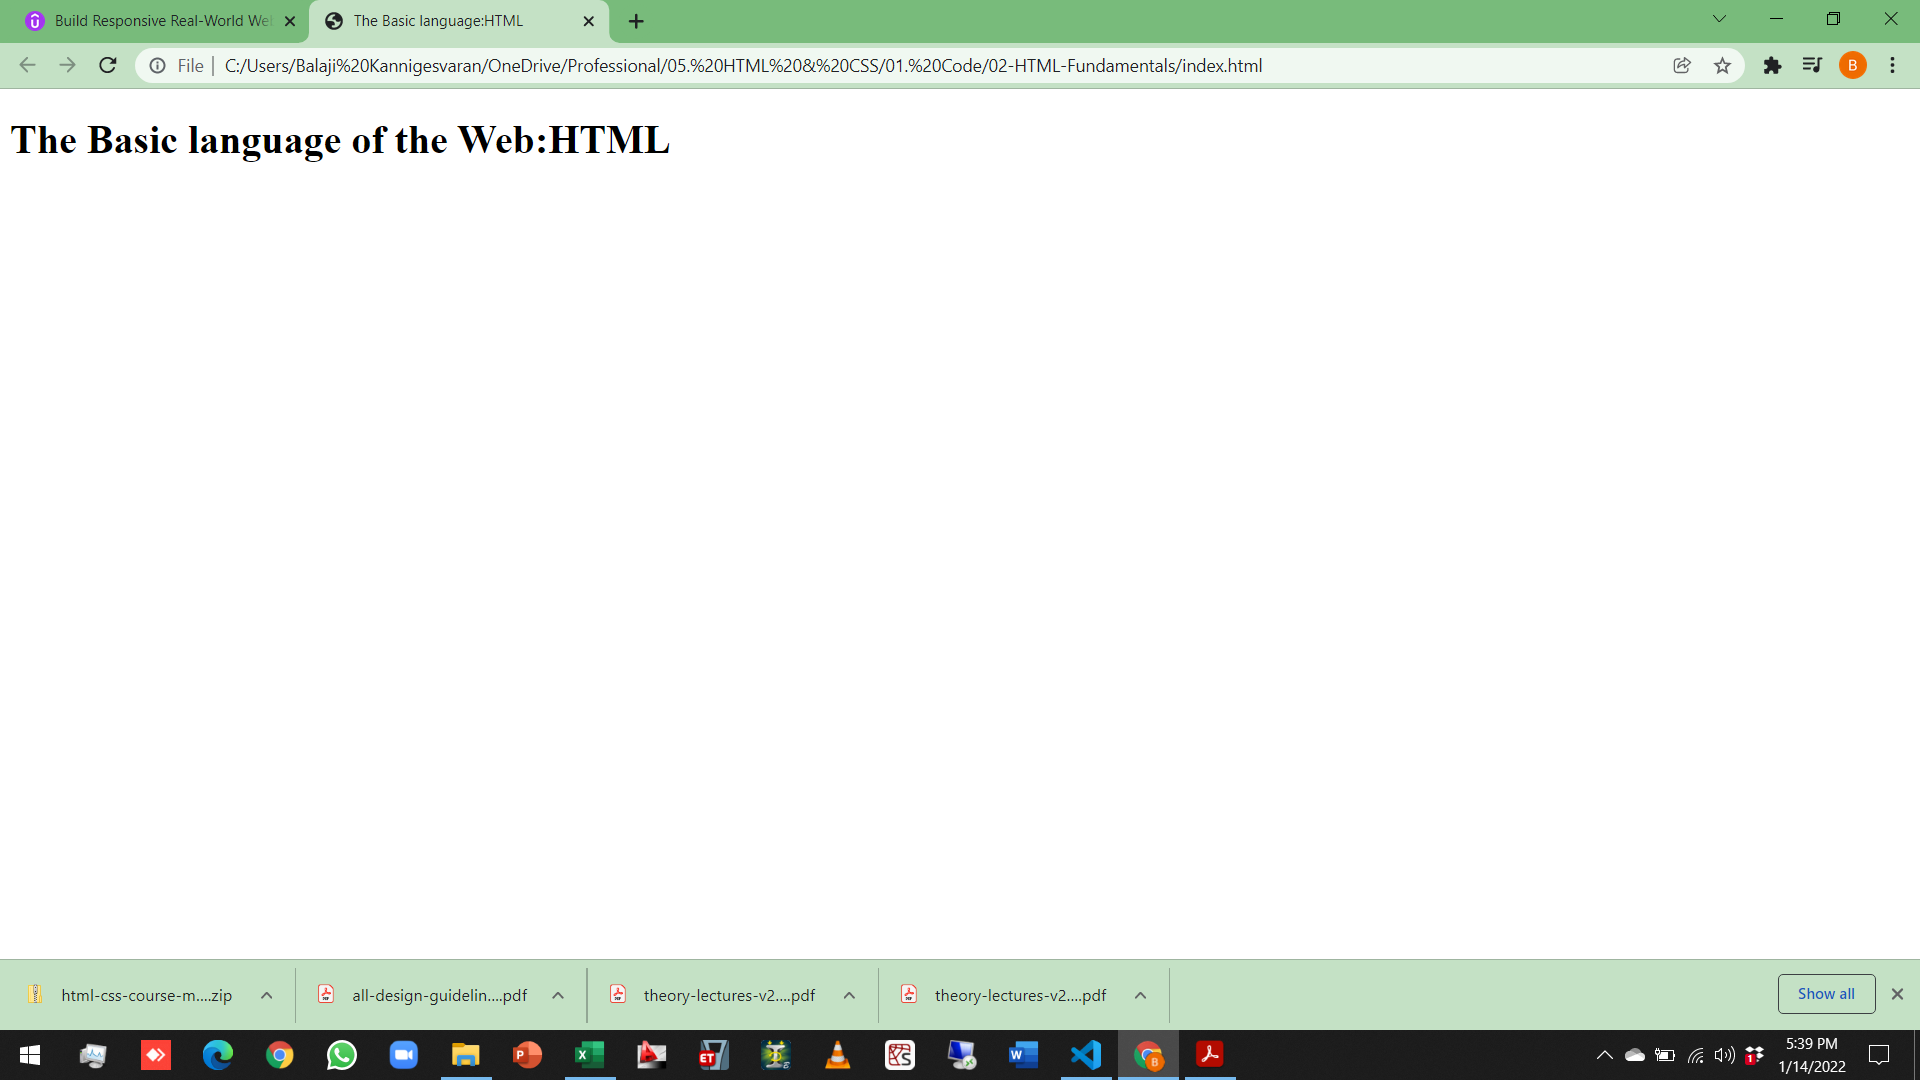 Build Responsive Real-World We
The Basic language:HTML
File
C:/Users/Balaji%20Kannigesvaran/OneDrive/Professional/05.%20HTML%20&%20CSS/01.%20Code/02-HTML-Fundamentals/index.html
B
The Basic language of the Web:HTML
html-css-course-m....zip
all-design-guidelin....pdf
theory-lectures-v2....pdf
theory-lectures-v2....pdf
Show all
5:39 PM
1/14/2022